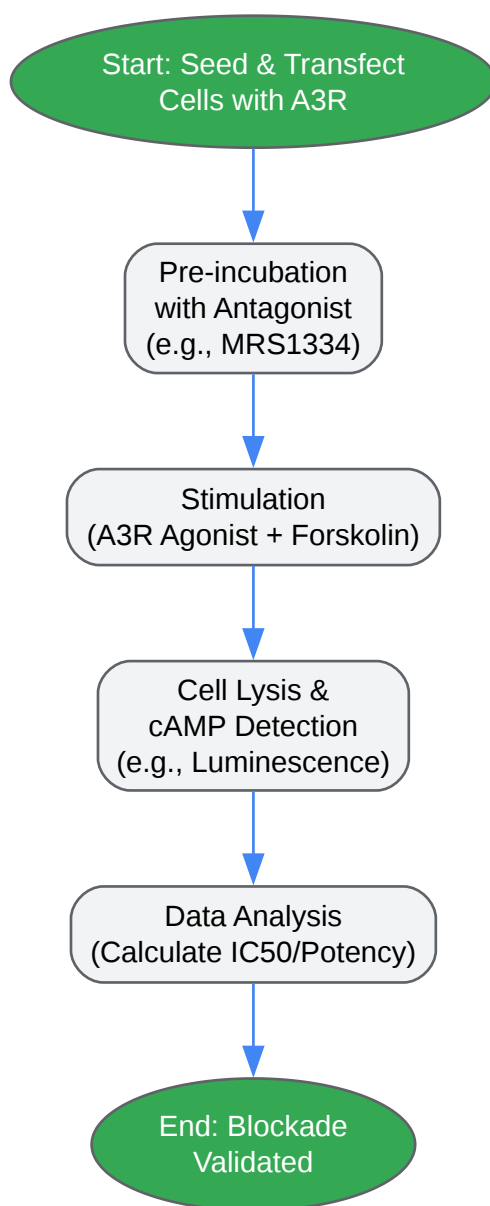 Start: Seed & Transfect
Cells with A3R
Pre-incubation
with Antagonist
(e.g., MRS1334)
Stimulation
(A3R Agonist + Forskolin)
Cell Lysis &
cAMP Detection
(e.g., Luminescence)
Data Analysis
(Calculate IC50/Potency)
End: Blockade
Validated